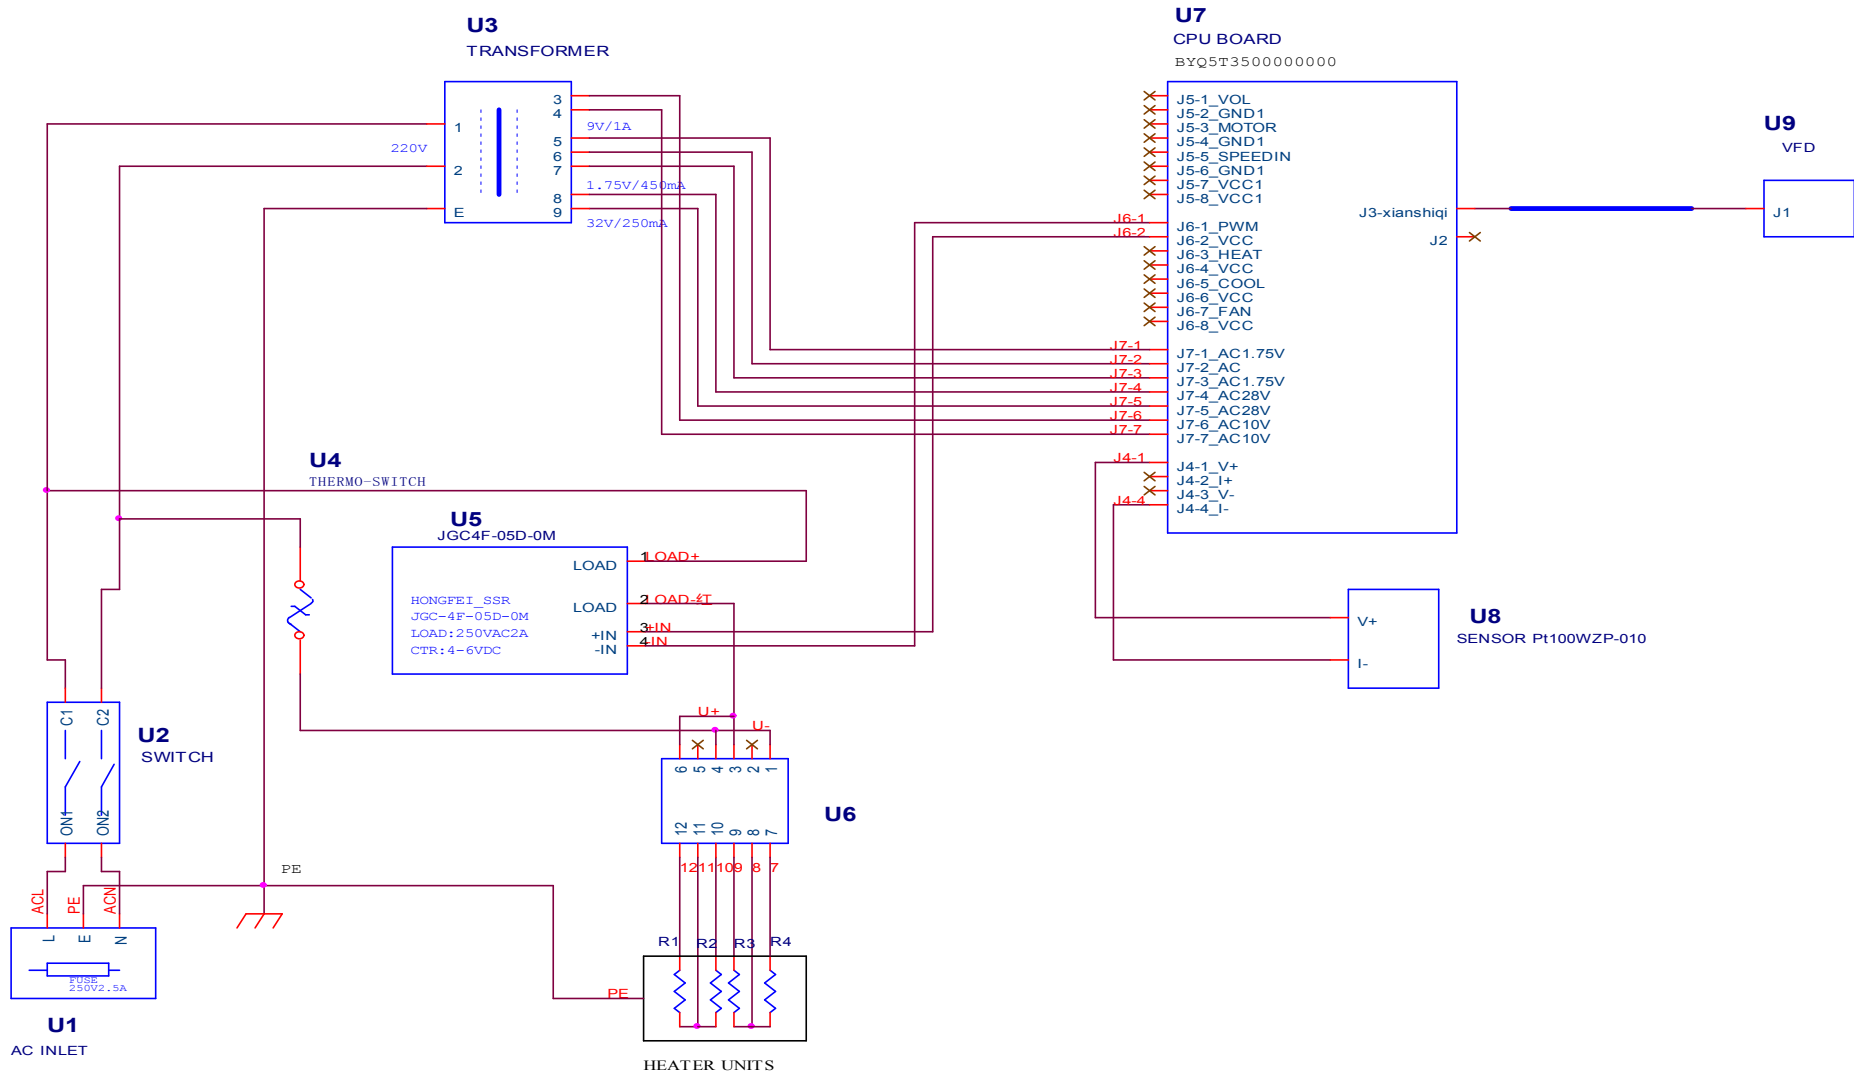 U3
TRANSFORMER
1
2
E
220V
3
4
5
6
7
8
9
9V/1A
1.75V/450mA
32V/250mA
U7
CPU BOARD
BYQ5T3500000000
J5-1_VOL
J5-2_GND1
J5-3_MOTOR
J5-4_GND1
J5-5_SPEEDIN
J5-6_GND1
J5-7_VCC1
J5-8_VCC1
J6-1
J6-2
J6-1_PWM
J6-2_VCC
J6-3_HEAT
J6-4_VCC
J6-5_COOL
J6-6_VCC
J6-7_FAN
J6-8_VCC
J7-1
J7-2
J7-3
J7-4
J7-5
J7-6
J7-7
J7-1_AC1.75V
J7-2_AC
J7-3_AC1.75V
J7-4_AC28V
J7-5_AC28V
J7-6_AC10V
J7-7_AC10V
J4-1
J4-4
J4-1_V+
J4-2_I+
J4-3_V-
J4-4_I-
J3-xianshiqi
J2
U9
VFD
J1
U4
THERMO-SWITCH
U5
JGC4F-05D-0M
HONGFEI_SSR
JGC-4F-05D-0M
LOAD:250VAC2A
CTR:4-6VDC
LOAD
LOAD
+IN
-IN
1
LOAD+
2
3
+IN
4
-IN
U8
SENSOR Pt100WZP-010
V+
I-
U2
SWITCH
C1
C2
ON1
ON2
U+
U-
6
5
4
3
2
1
U6
12
11
10
9
8
7
12
11
10
9
8
7
PE
ACL
PE
ACN
L
E
N
FUSE
250V2.5A
U1
AC INLET
R1
R2
R3
R4
PE
HEATER UNITS